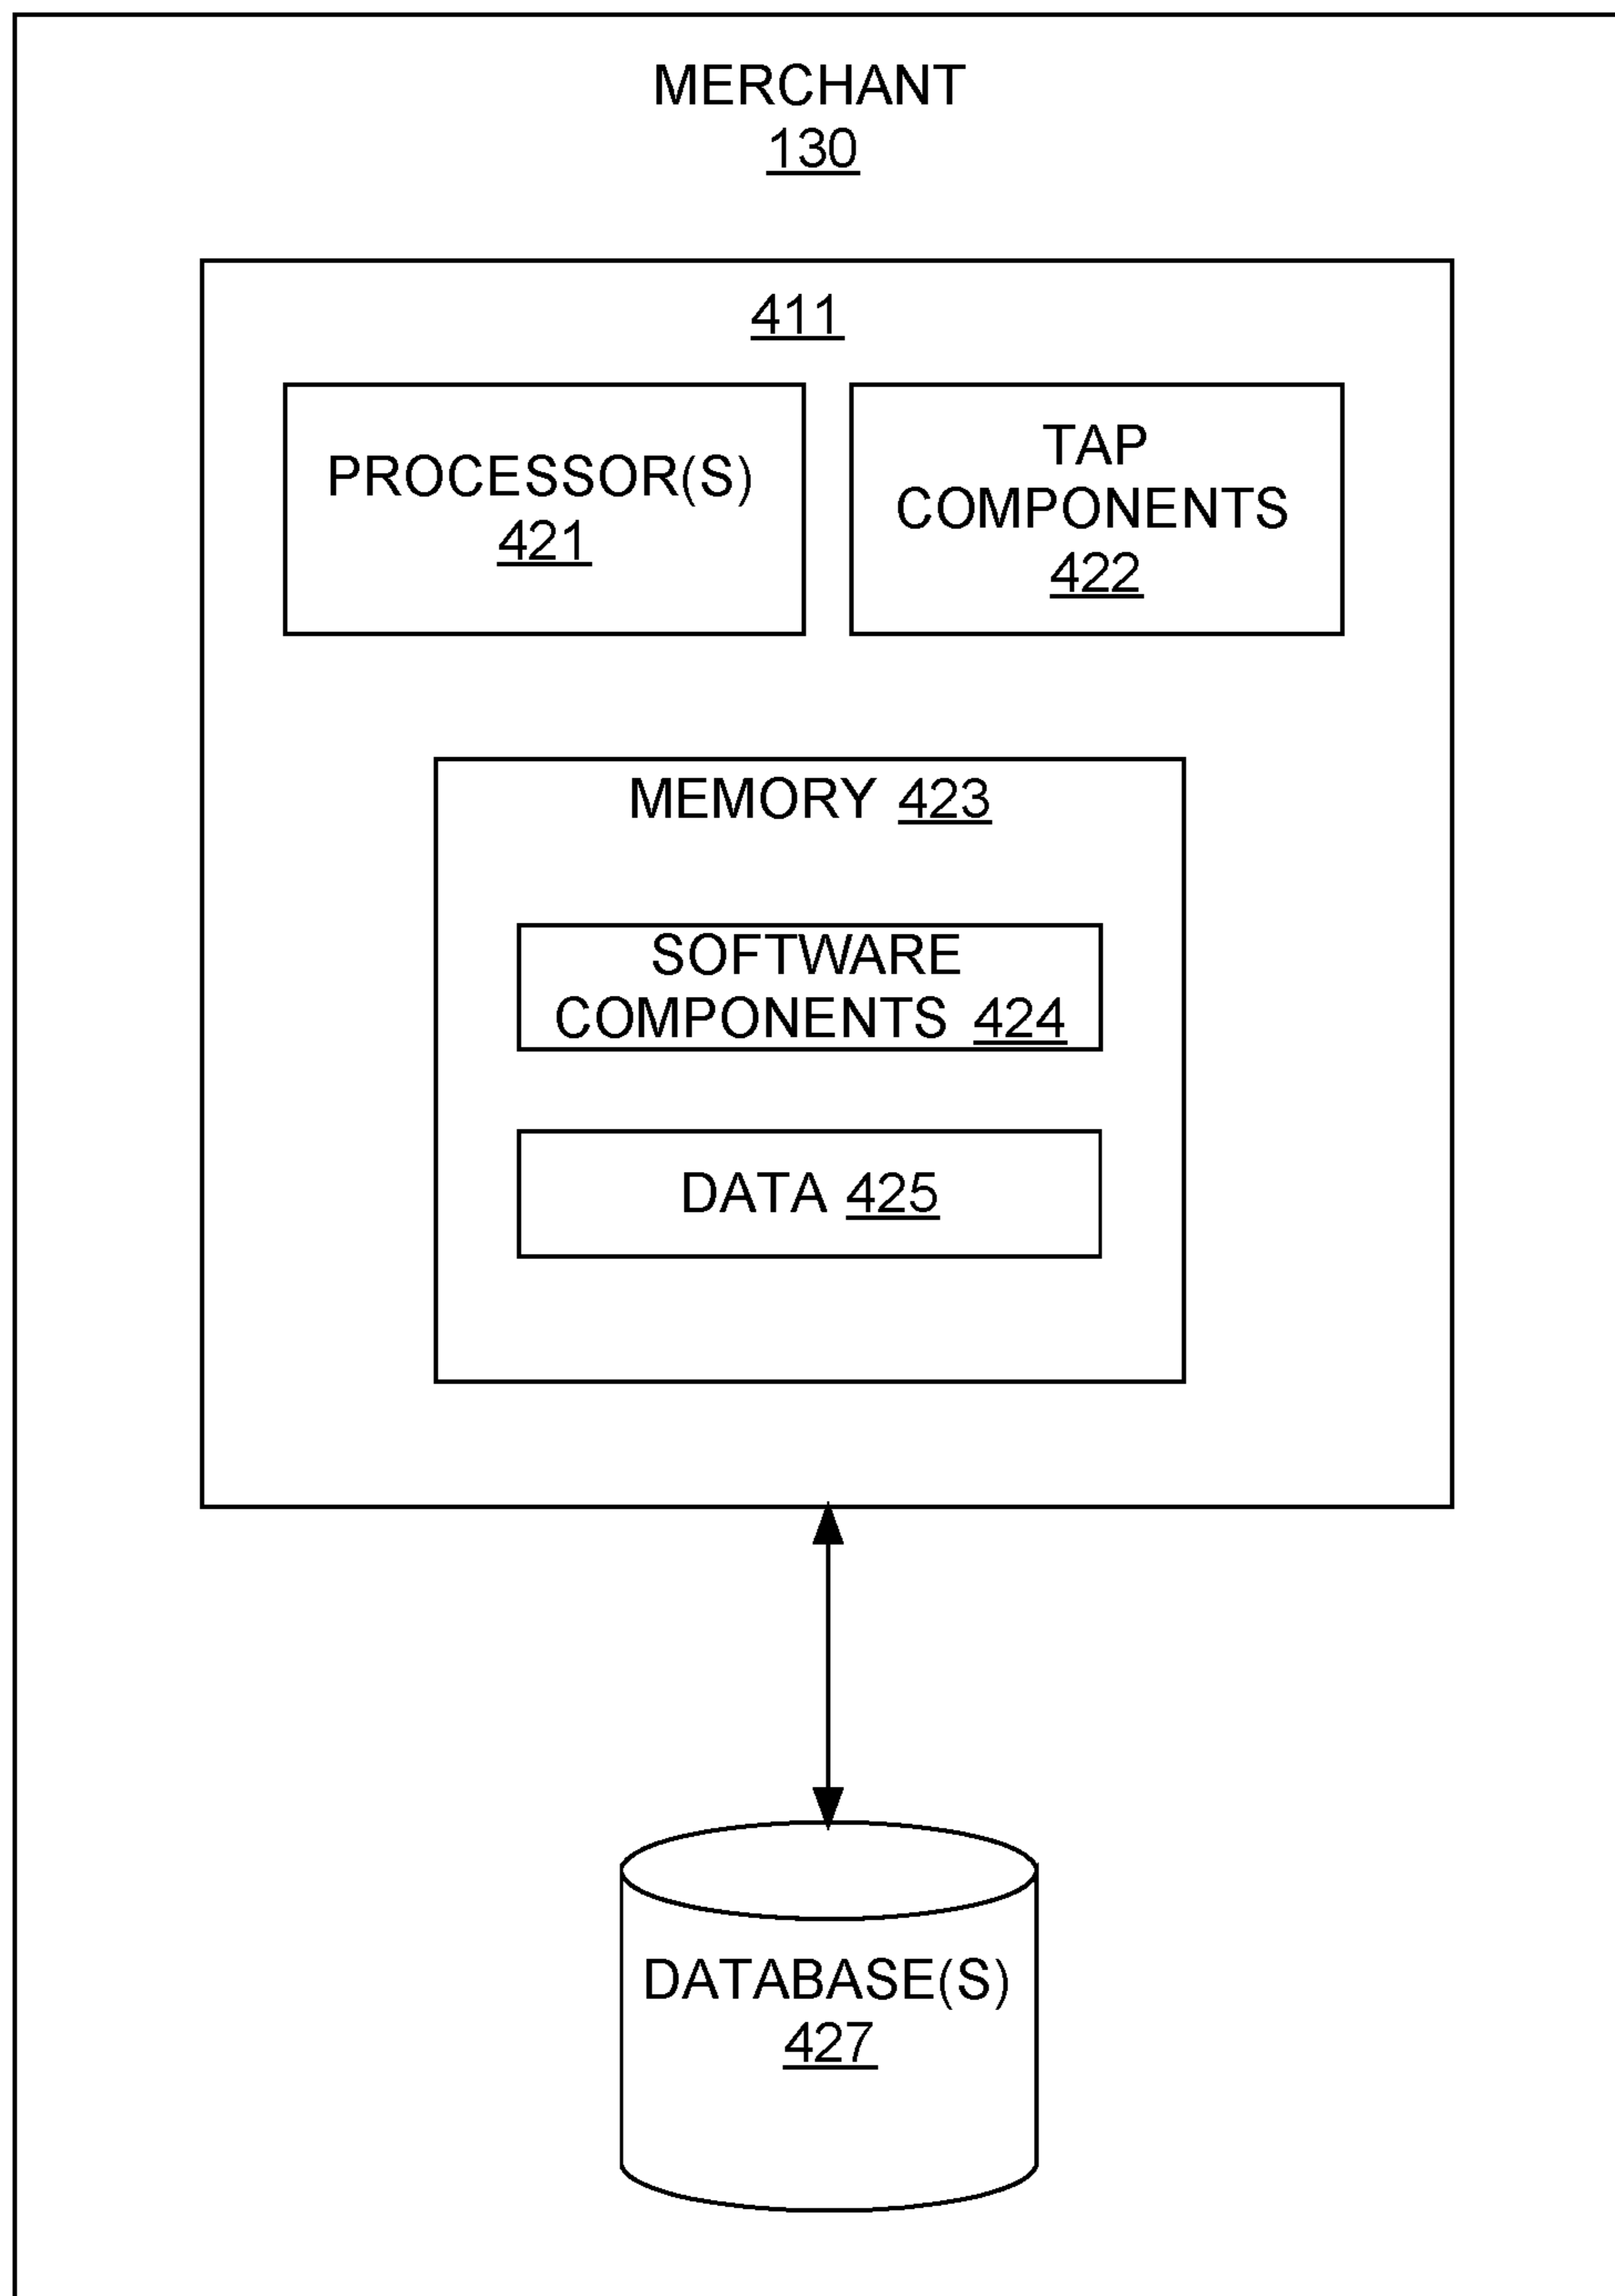 MERCHANT
130
411
PROCESSOR(S)
421
TAP
COMPONENTS
422
MEMORY 423
SOFTWARE
COMPONENTS 424
DATA 425
DATABASE(S)
427